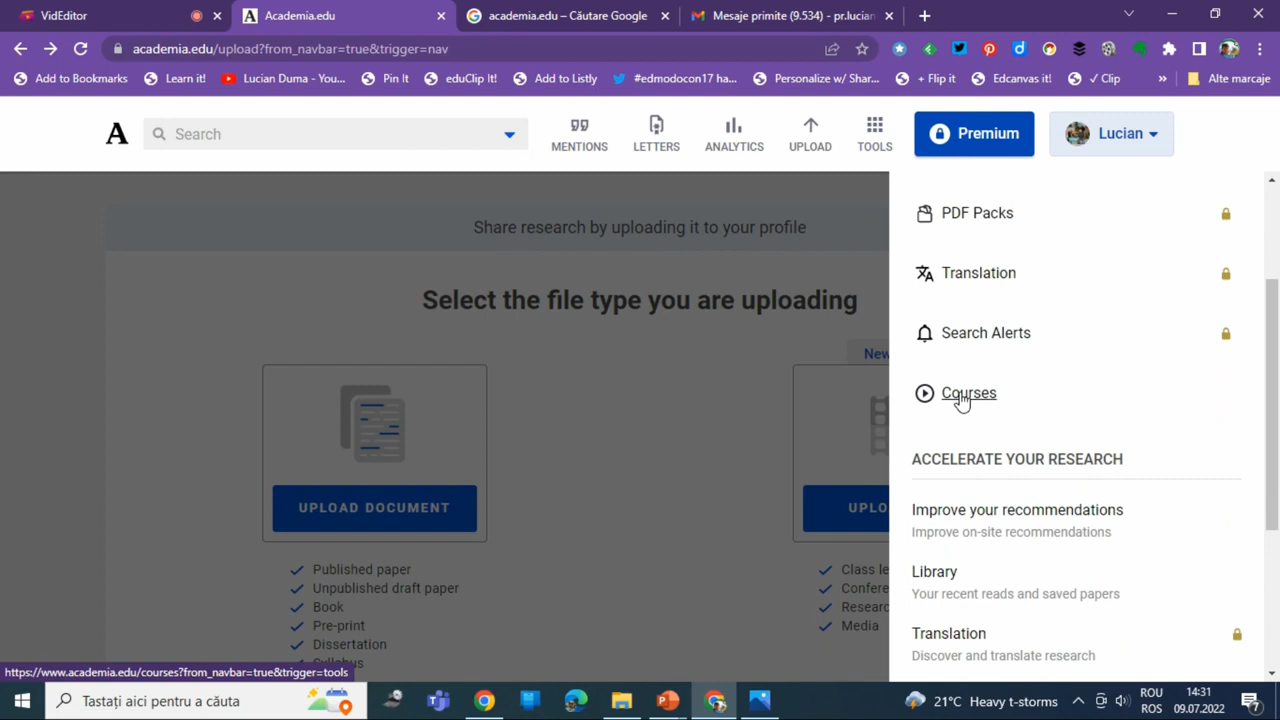 VidEditor
Academia.edu
academia.edu – Căutare Google
Mesaje primite (9.534) - pr.lucian
academia.edu/upload?from_navbar=true&trigger=nav
Add to Bookmarks
Learn it!
Lucian Duma - You...
Pin It
eduClip It!
Add to Listly
#edmodocon17 ha...
Personalize w/ Shar...
+ Flip it
Edcanvas it!
✓ Clip
»
Alte marcaje
A
Search
MENTIONS
LETTERS
ANALYTICS
UPLOAD
TOOLS
Premium
Lucian
Share research by uploading it to your profile
Select the file type you are uploading
New
UPLOAD DOCUMENT
UPLO
Published paper
Unpublished draft paper
Book
Pre-print
Dissertation
Syllabus
Class le
Confere
Researc
Media
PDF Packs
Translation
Search Alerts
Courses
ACCELERATE YOUR RESEARCH
Improve your recommendations
Improve on-site recommendations
Library
Your recent reads and saved papers
Translation
Discover and translate research
https://www.academia.edu/courses?from_navbar=true&trigger=tools
Tastați aici pentru a căuta
21°C Heavy t-storms
ROU
ROS
14:31
09.07.2022
7